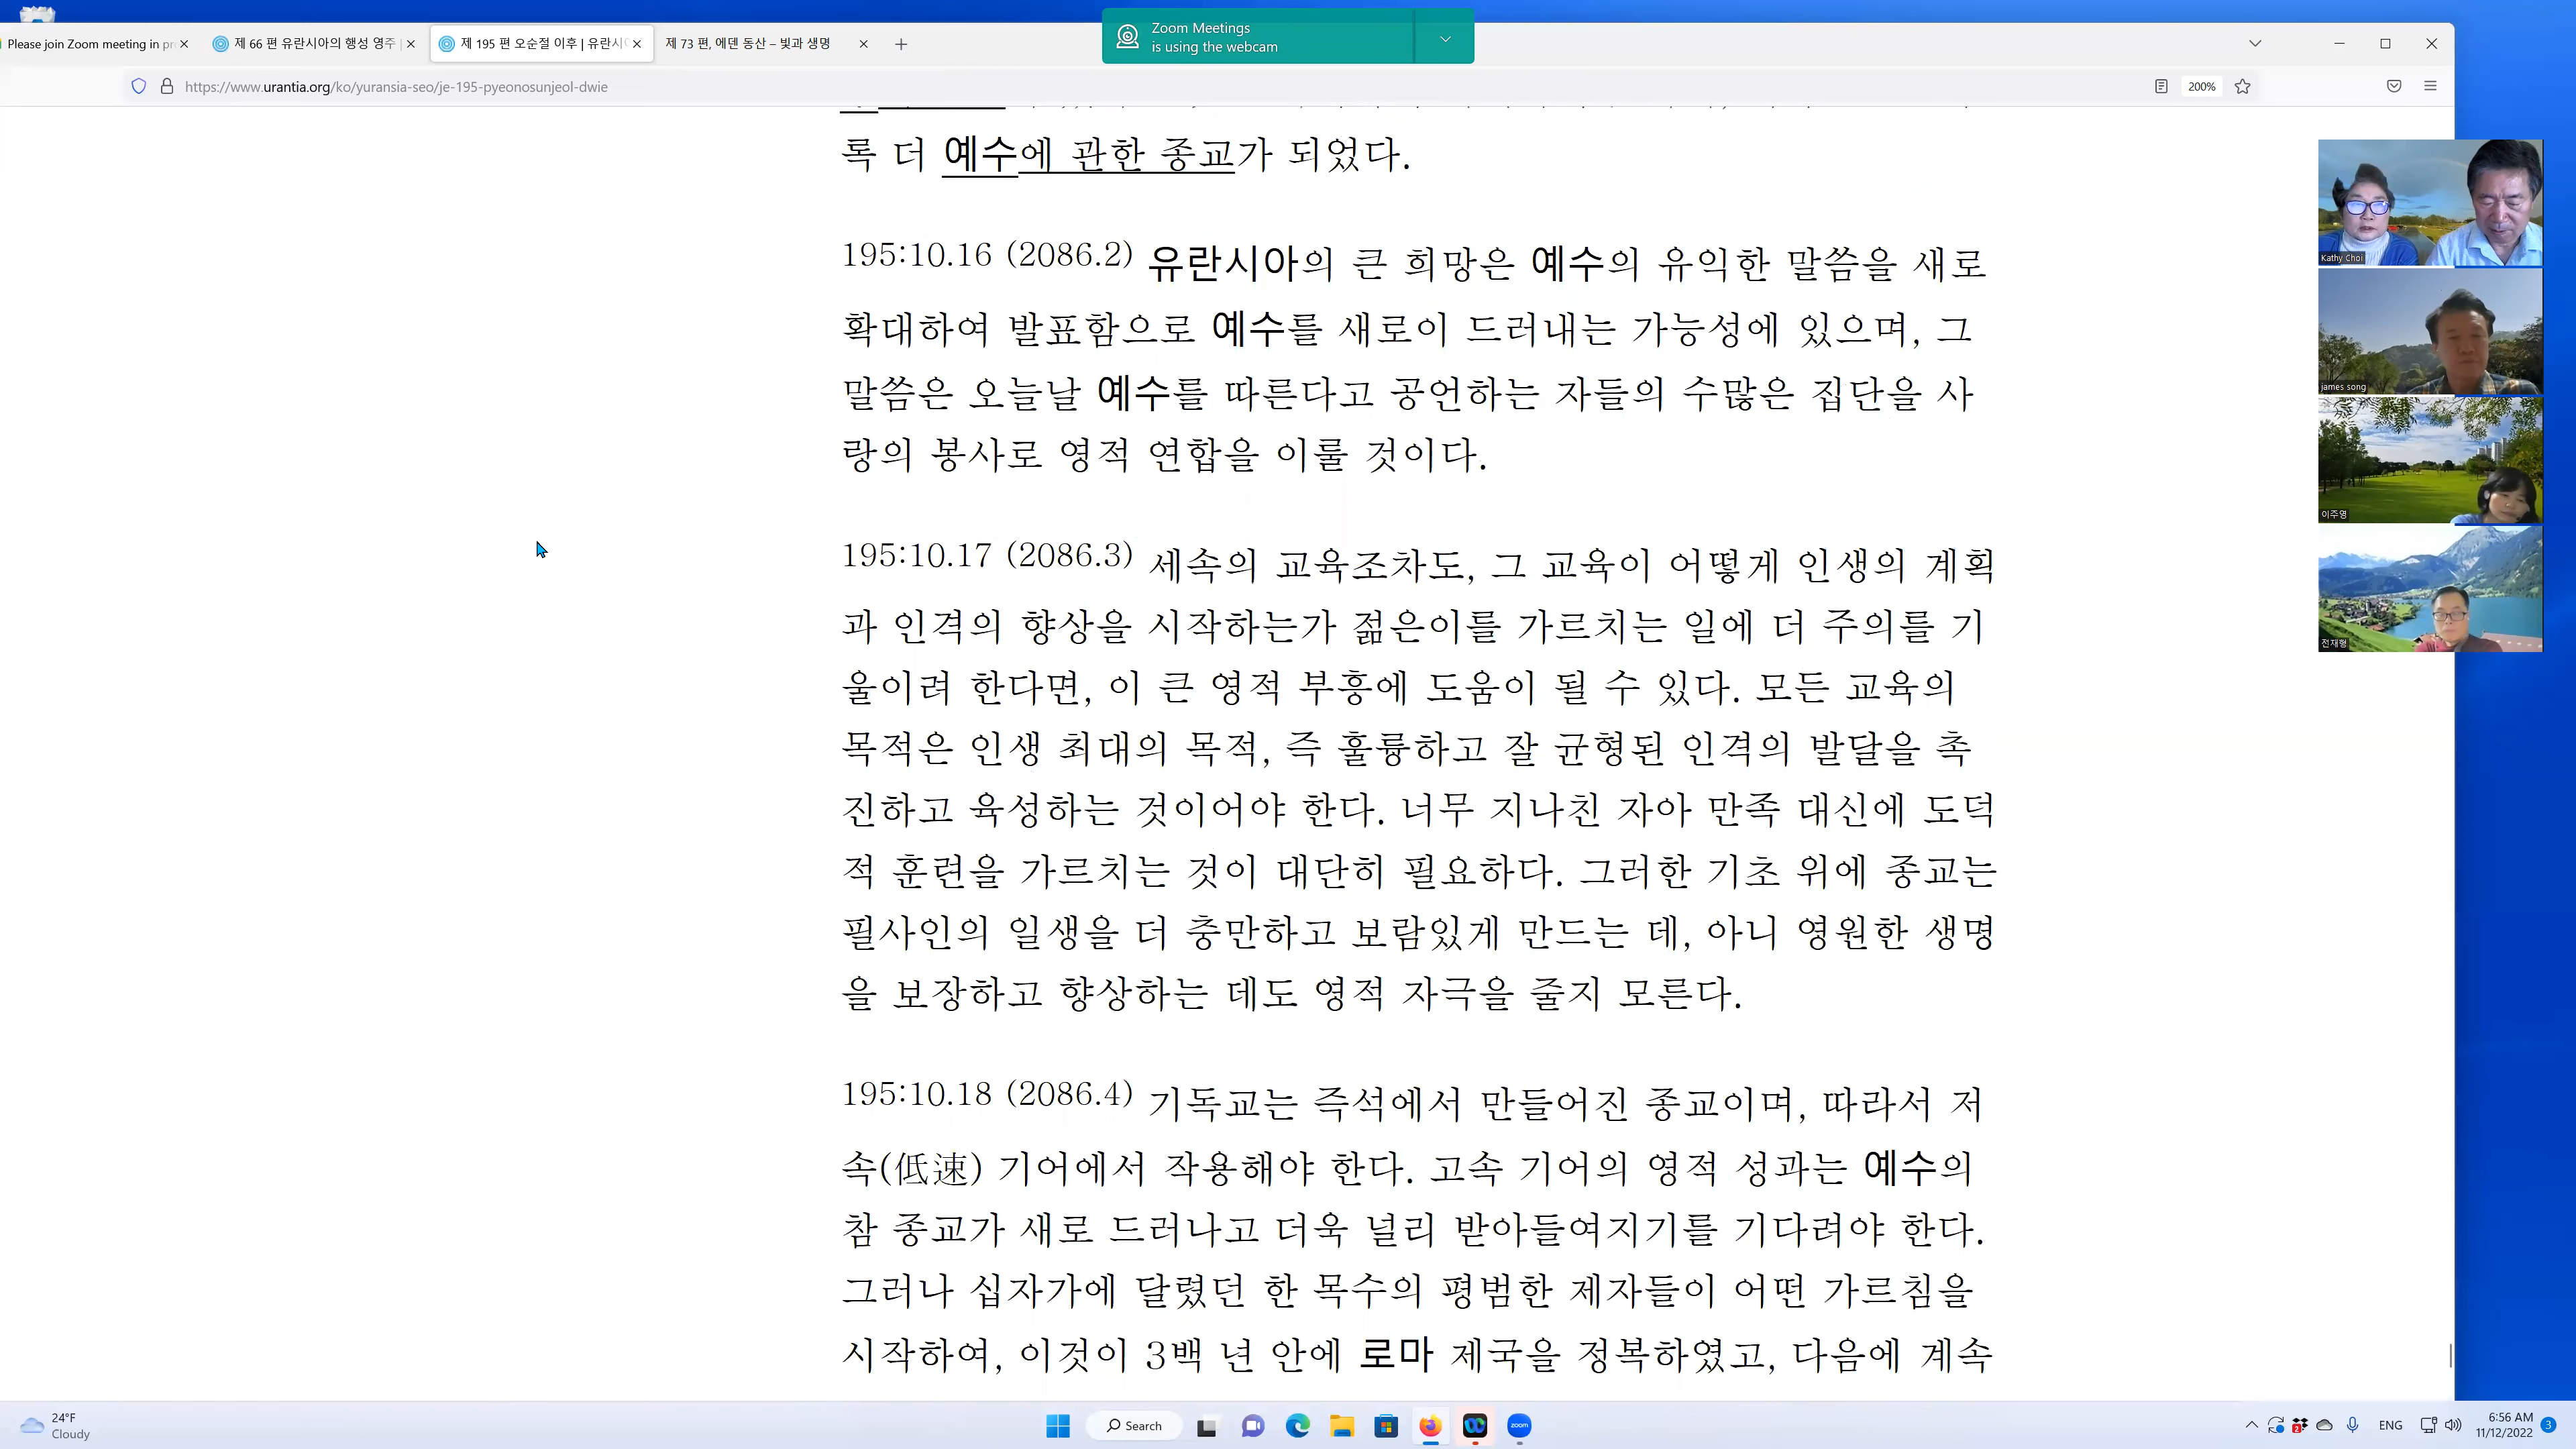 Please join Zoom meeting in pr
제 66 편 유란시아의 행성 영주 |
제 195 편 오순절 이후 | 유란시
제 73 편, 에덴 동산 – 빛과 생명
Zoom Meetings
is using the webcam
https://www.urantia.org/ko/yuransia-seo/je-195-pyeonosunjeol-dwie
200%
록 더 예수에 관한 종교가 되었다.
195:10.16 (2086.2) 유란시아의 큰 희망은 예수의 유익한 말씀을 새로
확대하여 발표함으로 예수를 새로이 드러내는 가능성에 있으며, 그
말씀은 오늘날 예수를 따른다고 공언하는 자들의 수많은 집단을 사
랑의 봉사로 영적 연합을 이룰 것이다.
195:10.17 (2086.3) 세속의 교육조차도, 그 교육이 어떻게 인생의 계획
과 인격의 향상을 시작하는가 젊은이를 가르치는 일에 더 주의를 기
울이려 한다면, 이 큰 영적 부흥에 도움이 될 수 있다. 모든 교육의
목적은 인생 최대의 목적, 즉 훌륭하고 잘 균형된 인격의 발달을 촉
진하고 육성하는 것이어야 한다. 너무 지나친 자아 만족 대신에 도덕
적 훈련을 가르치는 것이 대단히 필요하다. 그러한 기초 위에 종교는
필사인의 일생을 더 충만하고 보람있게 만드는 데, 아니 영원한 생명
을 보장하고 향상하는 데도 영적 자극을 줄지 모른다.
195:10.18 (2086.4) 기독교는 즉석에서 만들어진 종교이며, 따라서 저
속(低速) 기어에서 작용해야 한다. 고속 기어의 영적 성과는 예수의
참 종교가 새로 드러나고 더욱 널리 받아들여지기를 기다려야 한다.
그러나 십자가에 달렸던 한 목수의 평범한 제자들이 어떤 가르침을
시작하여, 이것이 3백 년 안에 로마 제국을 정복하였고, 다음에 계속
Kathy Choi
james song
이주영
전재형
24°F
Cloudy
Search
zoom
ENG
6:56 AM
11/12/2022
3